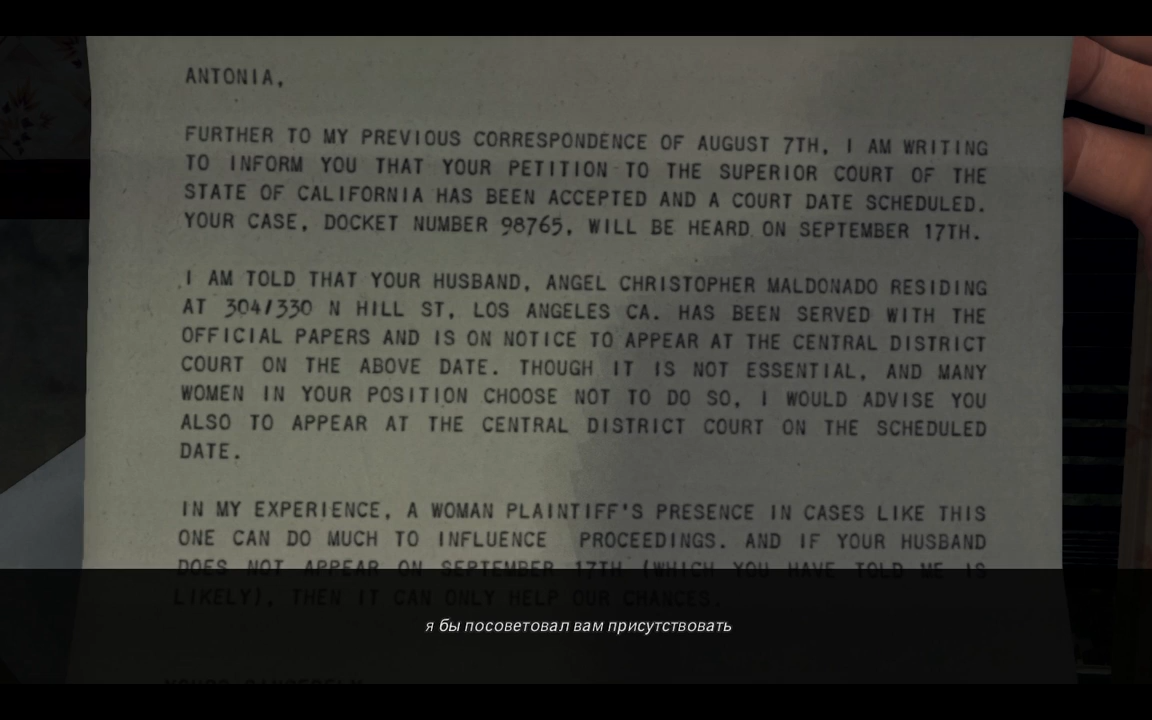 ANTONIA,
FURTHER TO MY PREVIOUS CORRESPONDENCE OF AUGUST 7TH, I AM WRITING
TO INFORM YOU THAT YOUR PETITION TO THE SUPERIOR COURT OF THE
STATE OF CALIFORNIA HAS BEEN ACCEPTED AND A COURT DATE SCHEDULED.
YOUR CASE, DOCKET NUMBER 98765, WILL BE HEARD ON SEPTEMBER 17TH.
I AM TOLD THAT YOUR HUSBAND, ANGEL CHRISTOPHER MALDONADO RESIDING
AT 304/330 N HILL ST, LOS ANGELES CA. HAS BEEN SERVED WITH THE
OFFICIAL PAPERS AND IS ON NOTICE TO APPEAR AT THE CENTRAL DISTRICT
COURT ON THE ABOVE DATE. THOUGH IT IS NOT ESSENTIAL, AND MANY
WOMEN IN YOUR POSITION CHOOSE NOT TO DO SO, I WOULD ADVISE YOU
ALSO TO APPEAR AT THE CENTRAL DISTRICT COURT ON THE SCHEDULED
DATE.
IN MY EXPERIENCE, A WOMAN PLAINTIFF'S PRESENCE IN CASES LIKE THIS
ONE CAN DO MUCH TO INFLUENCE PROCEEDINGS. AND IF YOUR HUSBAND
DOES NOT APPEAR ON SEPTEMBER 17TH (WHICH YOU HAVE TOLD ME IS
LIKELY), THEN IT CAN ONLY HELP OUR CHANCES.
я бы посоветовал вам присутствовать